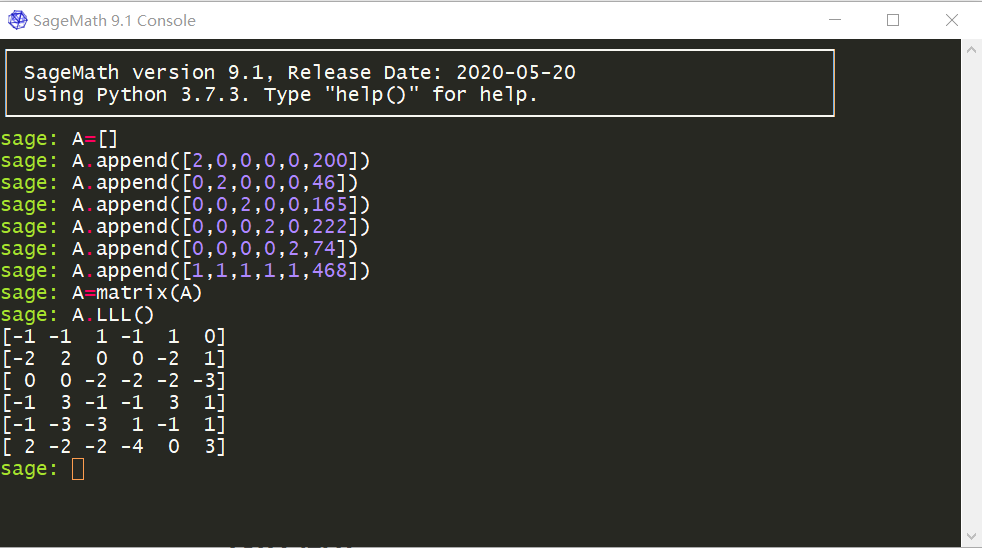 SageMath 9.1 Console
SageMath version 9.1, Release Date: 2020-05-20
Using Python 3.7.3. Type "help()" for help.
sage: A=[]
sage: A.append([2,0,0,0,0,200])
sage: A.append([0,2,0,0,0,46])
sage: A.append([0,0,2,0,0,165])
sage: A.append([0,0,0,2,0,222])
sage: A.append([0,0,0,0,2,74])
sage: A.append([1,1,1,1,1,468])
sage: A=matrix(A)
sage: A.LLL()
[-1 -1  1 -1  1  0]
[-2  2  0  0 -2  1]
[ 0  0 -2 -2 -2 -3]
[-1  3 -1 -1  3  1]
[-1 -3 -3  1 -1  1]
[ 2 -2 -2 -4  0  3]
sage: